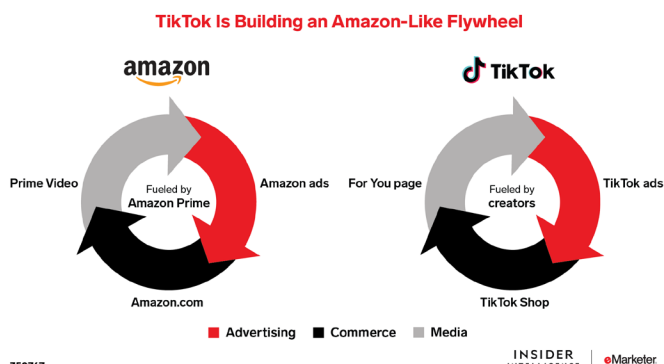 TikTok Is Building an Amazon-Like Flywheel
amazon
TikTok
Prime Video
Fueled by
Amazon Prime
Amazon ads
Amazon.com
For You page
Fueled by
creators
TikTok ads
TikTok Shop
Advertising
Commerce
Media
INSIDER
eMarketer